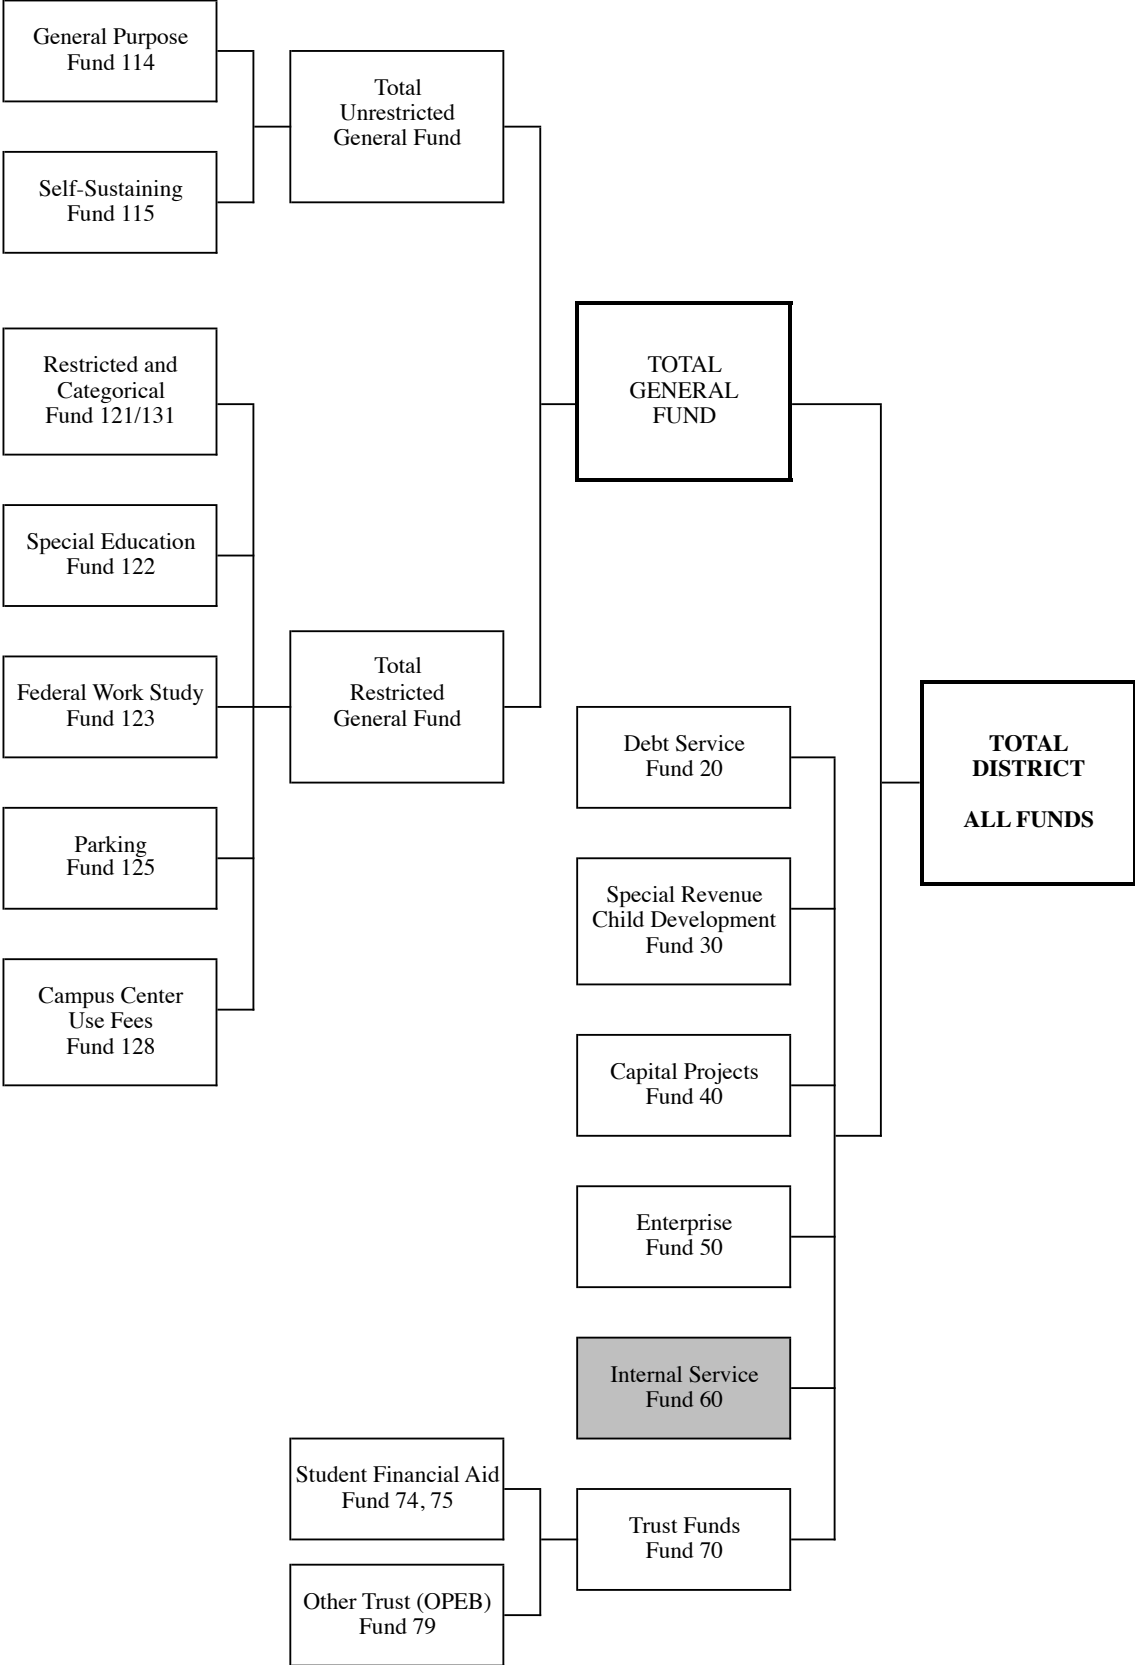 General Purpose
Fund 114
Total
Unrestricted
General Fund
Self-Sustaining
Fund 115
Restricted and
Categorical
Fund 121/131
TOTAL
GENERAL
FUND
Special Education
Fund 122
Federal Work Study
Fund 123
Total
Restricted
General Fund
Debt Service
Fund 20
TOTAL
DISTRICT
ALL FUNDS
Parking
Fund 125
Special Revenue
Child Development
Fund 30
Campus Center
Use Fees
Fund 128
Capital Projects
Fund 40
Enterprise
Fund 50
Internal Service
Fund 60
Student Financial Aid
Fund 74, 75
Trust Funds
Fund 70
Other Trust (OPEB)
Fund 79